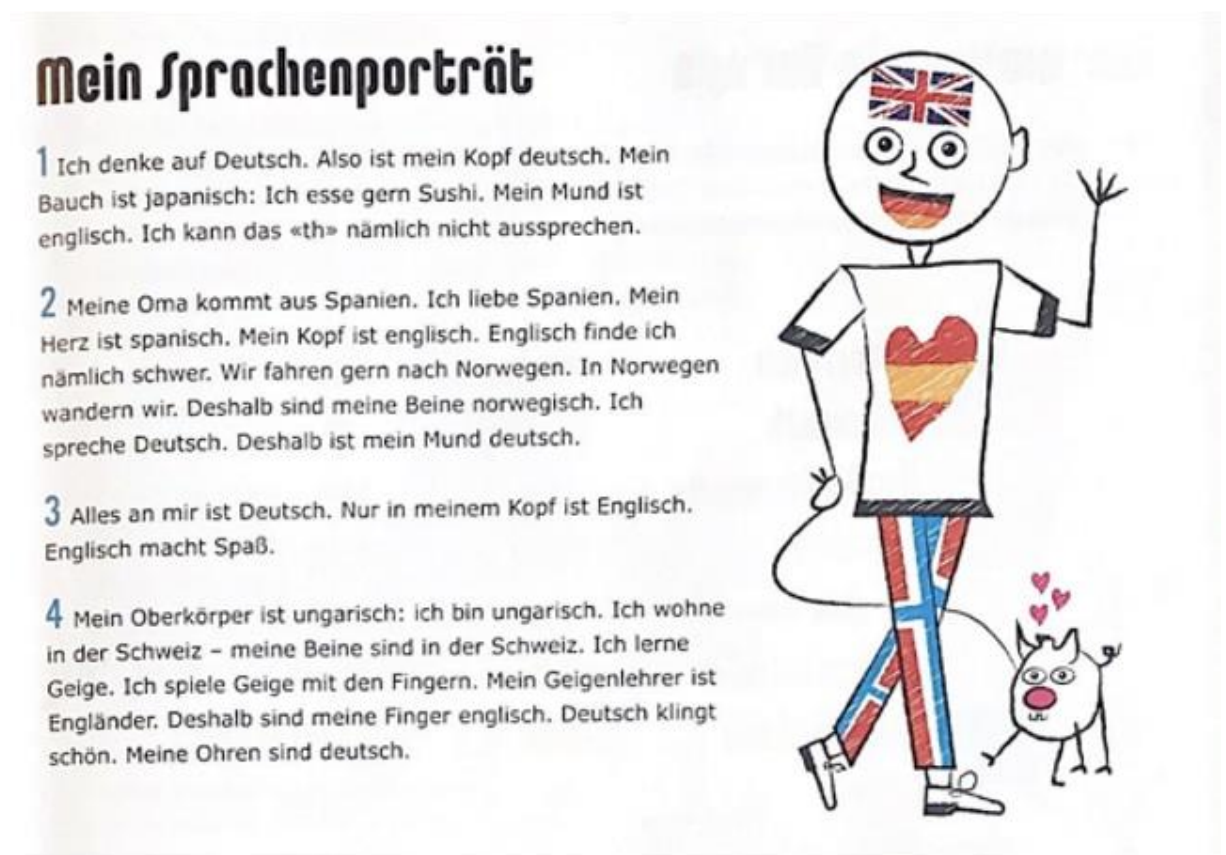 Mein Sprachenporträt
1 Ich denke auf Deutsch. Also ist mein Kopf deutsch. Mein
Bauch ist japanisch: Ich esse gern Sushi. Mein Mund ist
englisch. Ich kann das «th» nämlich nicht aussprechen.
2 Meine Oma kommt aus Spanien. Ich liebe Spanien. Mein
Herz ist spanisch. Mein Kopf ist englisch. Englisch finde ich
nämlich schwer. Wir fahren gern nach Norwegen. In Norwegen
wandern wir. Deshalb sind meine Beine norwegisch. Ich
spreche Deutsch. Deshalb ist mein Mund deutsch.
3 Alles an mir ist Deutsch. Nur in meinem Kopf ist Englisch.
Englisch macht Spaß.
4 Mein Oberkörper ist ungarisch: ich bin ungarisch. Ich wohne
in der Schweiz – meine Beine sind in der Schweiz. Ich lerne
Geige. Ich spiele Geige mit den Fingern. Mein Geigenlehrer ist
Engländer. Deshalb sind meine Finger englisch. Deutsch klingt
schön. Meine Ohren sind deutsch.